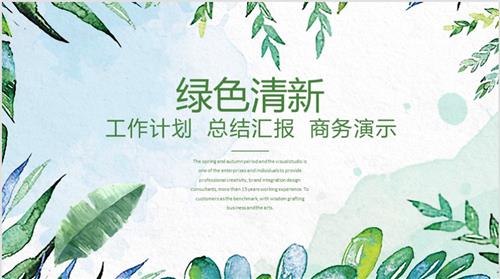 绿色清新
工作计划 总结汇报 商务演示
The spring and autumn period and the visual studio is
one of the enterprises and individuals to provide
professional creativity, brand integration design
consultants, more than 15 years working experience. To
customers as the benchmark, with wisdom grafting
business and the arts.